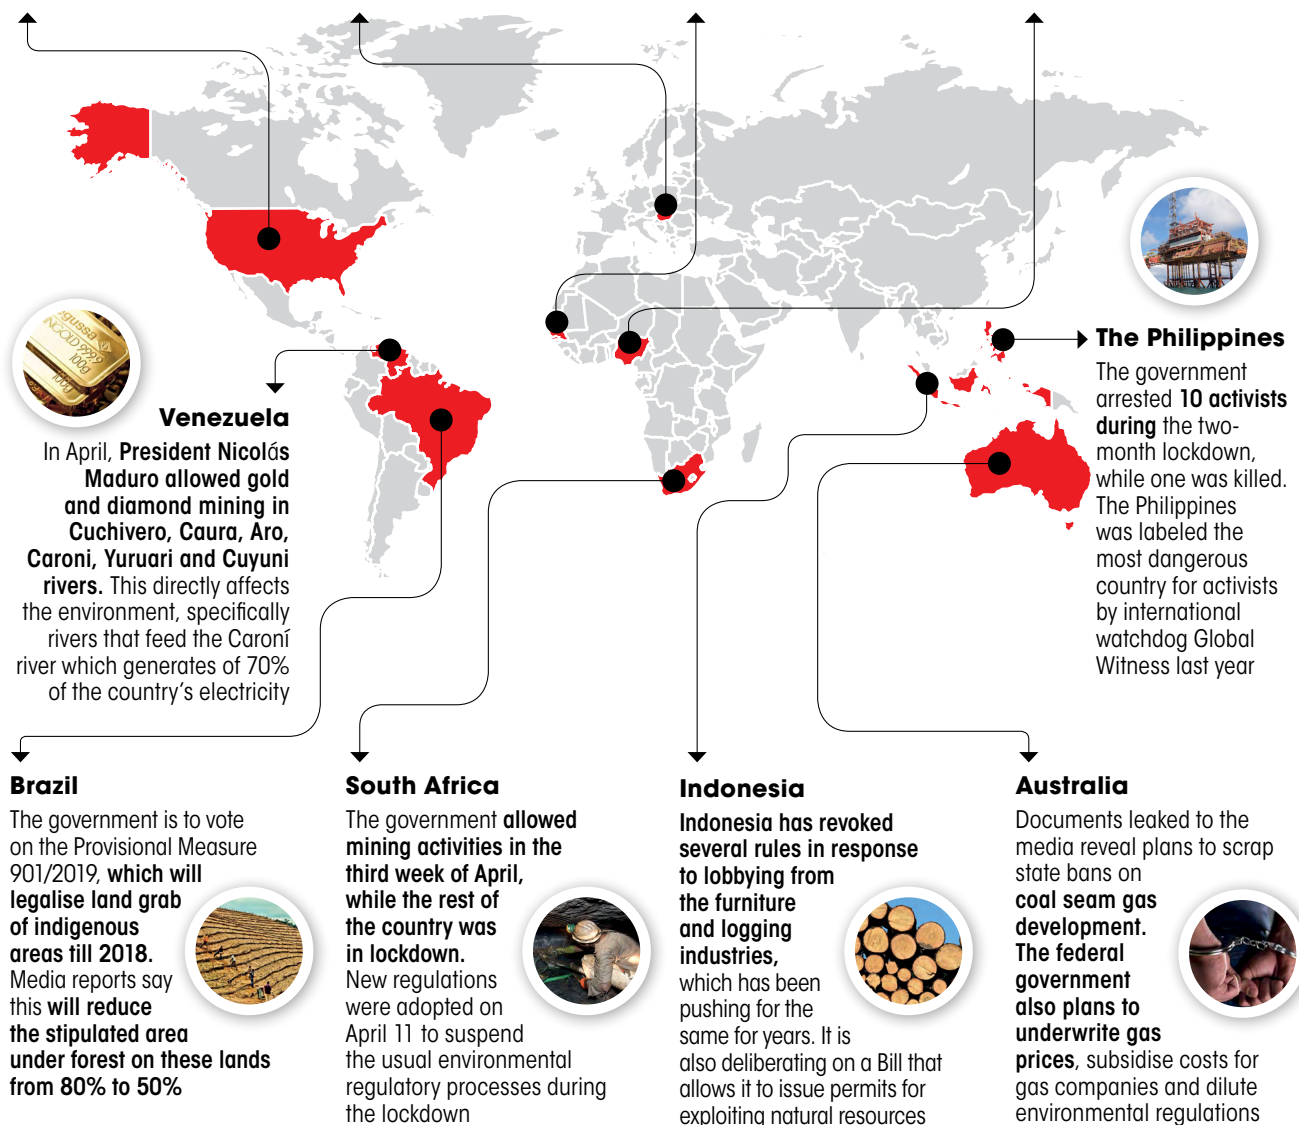 Venezuela
In April, President Nicolás
Maduro allowed gold
and diamond mining in
Cuchivero, Caura, Aro,
Caroni, Yuruari and Cuyuni
rivers. This directly affects
the environment, specifically
rivers that feed the Caroní
river which generates of 70%
of the country's electricity
The Philippines
The government
arrested 10 activists
during the two-
month lockdown,
while one was killed.
The Philippines
was labeled the
most dangerous
country for activists
by international
watchdog Global
Witness last year
Brazil
The government is to vote
on the Provisional Measure
901/2019, which will
legalise land grab
of indigenous
areas till 2018.
Media reports say
this will reduce
the stipulated area
under forest on these lands
from 80% to 50%
South Africa
The government allowed
mining activities in the
third week of April,
while the rest of
the country was
in lockdown.
New regulations
were adopted on
April 11 to suspend
the usual environmental
regulatory processes during
the lockdown
Indonesia
Indonesia has revoked
several rules in response
to lobbying from
the furniture
and logging
industries,
which has been
pushing for the
same for years. It is
also deliberating on a Bill that
allows it to issue permits for
exploiting natural resources
Australia
Documents leaked to the
media reveal plans to scrap
state bans on
coal seam gas
development.
The federal
government
also plans to
underwrite gas
prices, subsidise costs for
gas companies and dilute
environmental regulations
100g